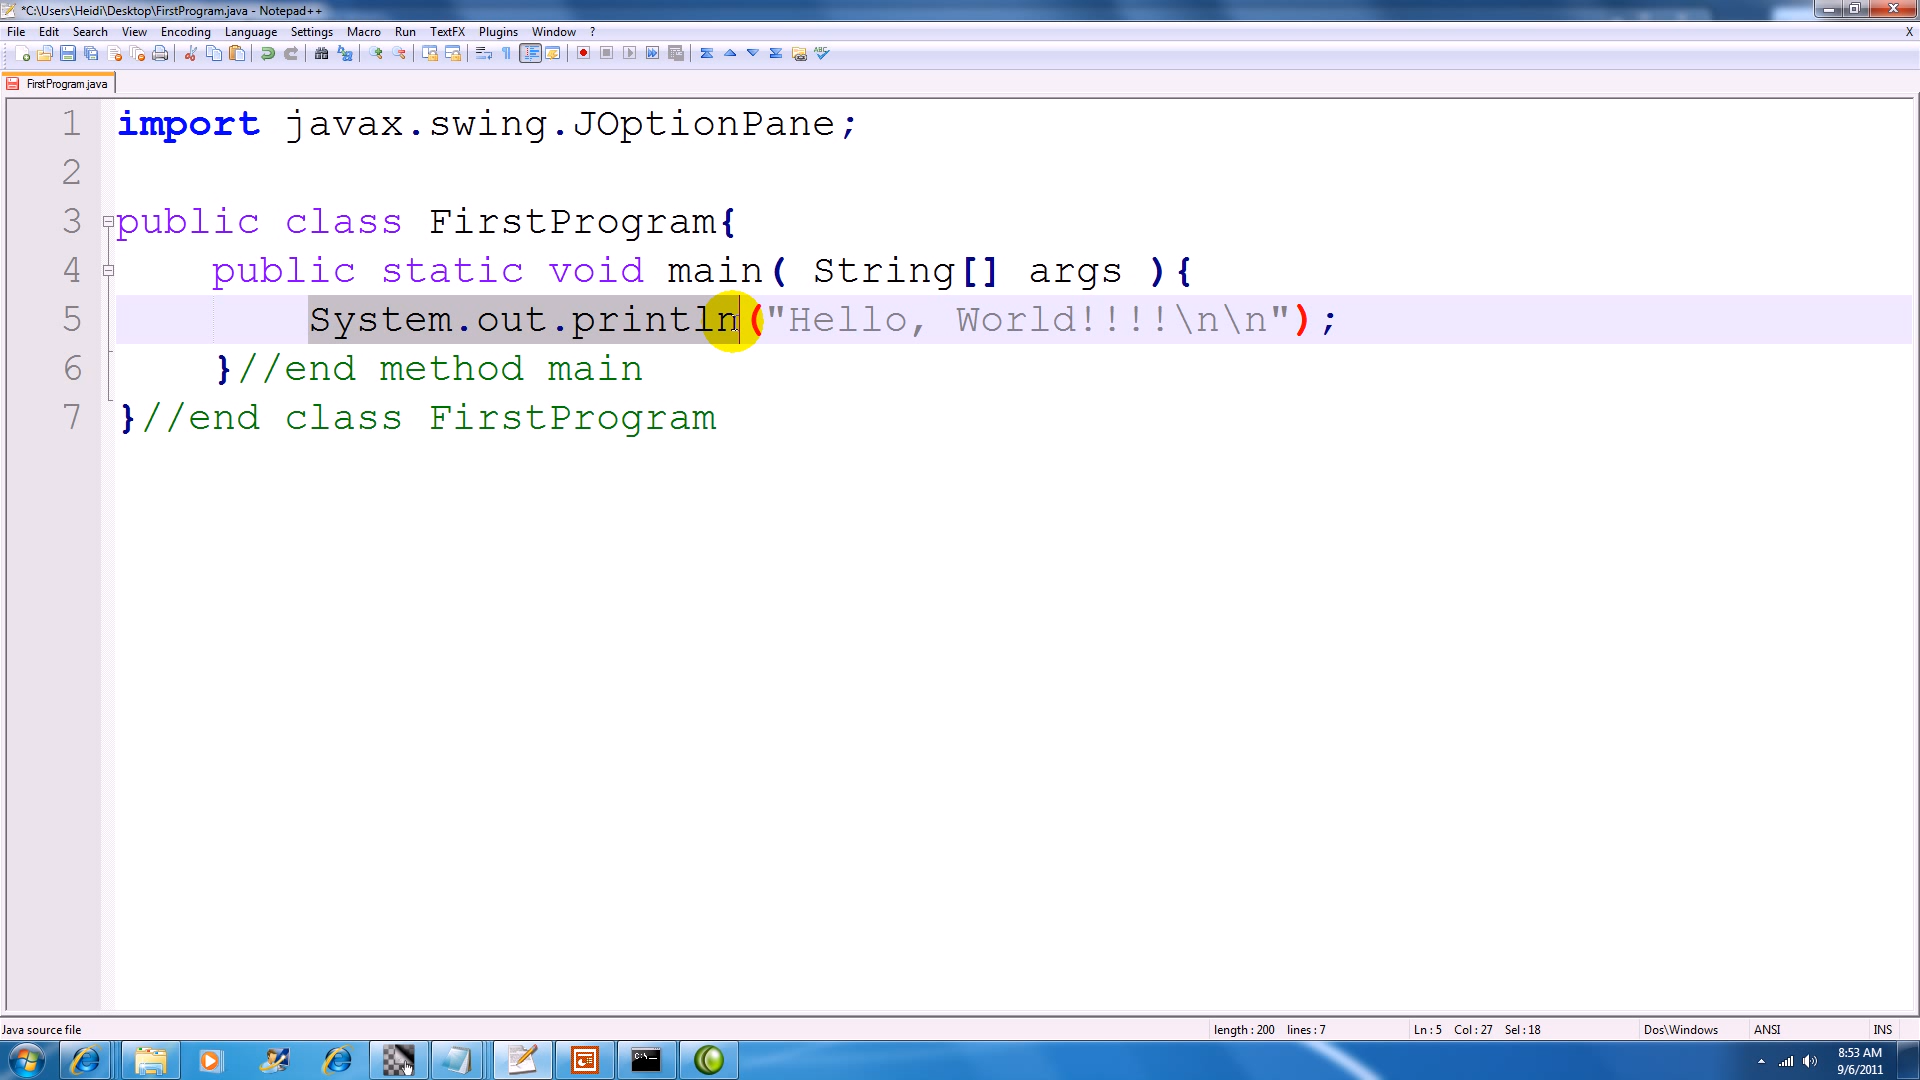 *C:\Users\Heidi\Desktop\FirstProgram.java - Notepad++
File Edit Search View Encoding Language Settings Macro Run TextFX Plugins Window ? X
FirstProgram.java
1 import javax.swing.JOptionPane;
2
3 public class FirstProgram{
4 public static void main( String[] args ){
5 System.out.println("Hello, World!!!!\n\n");
6 }//end method main
7 }//end class FirstProgram
Java source file length : 200 lines : 7 Ln : 5 Col : 27 Sel : 18 Dos\Windows ANSI INS
8:53 AM
9/6/2011